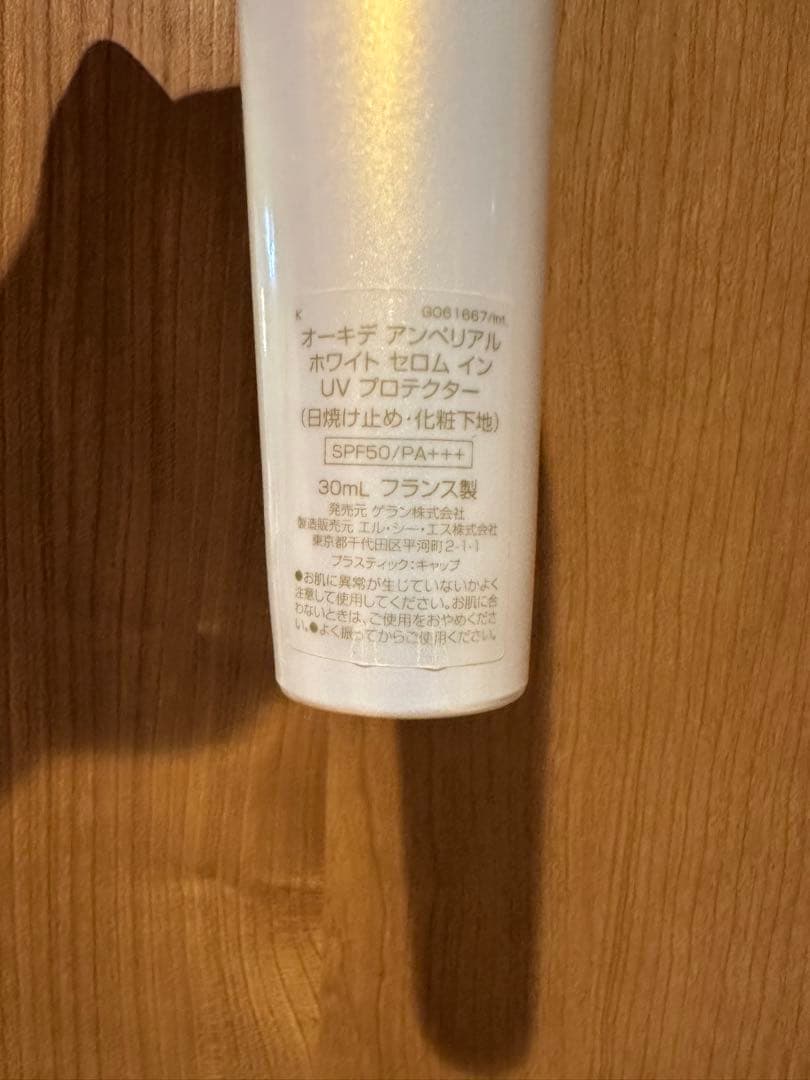 K GO61667/Int.
オーキデ アンペリアル
ホワイト セロム イン
UV プロテクター
(日焼け止め・化粧下地)
SPF50/PA+++
30mL フランス製
発売元 ゲラン株式会社
製造販売元 エル・シー・エス株式会社
東京都千代田区平河町2-1-1
プラスティック:キャップ
●お肌に異常が生じていないかよく
注意して使用してください。お肌に合
わないときは、ご使用をおやめくださ
い。●よく振ってからご使用ください。